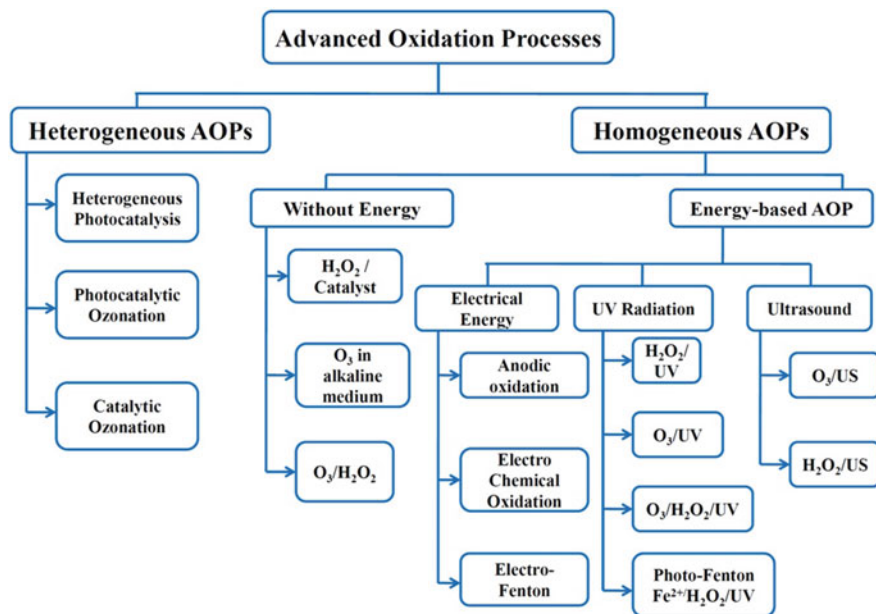 Advanced Oxidation Processes
Heterogeneous AOPs
Homogeneous AOPs
Heterogeneous
Photocatalysis
Photocatalytic
Ozonation
Catalytic
Ozonation
Without Energy
Energy-based AOP
H₂O₂ /
Catalyst
O₃ in
alkaline
medium
O₃/H₂O₂
Electrical
Energy
UV Radiation
Ultrasound
Anodic
oxidation
Electro
Chemical
Oxidation
Electro-
Fenton
H₂O₂/
UV
O₃/UV
O₃/H₂O₂/UV
Photo-Fenton
Fe²⁺/H₂O₂/UV
O₃/US
H₂O₂/US